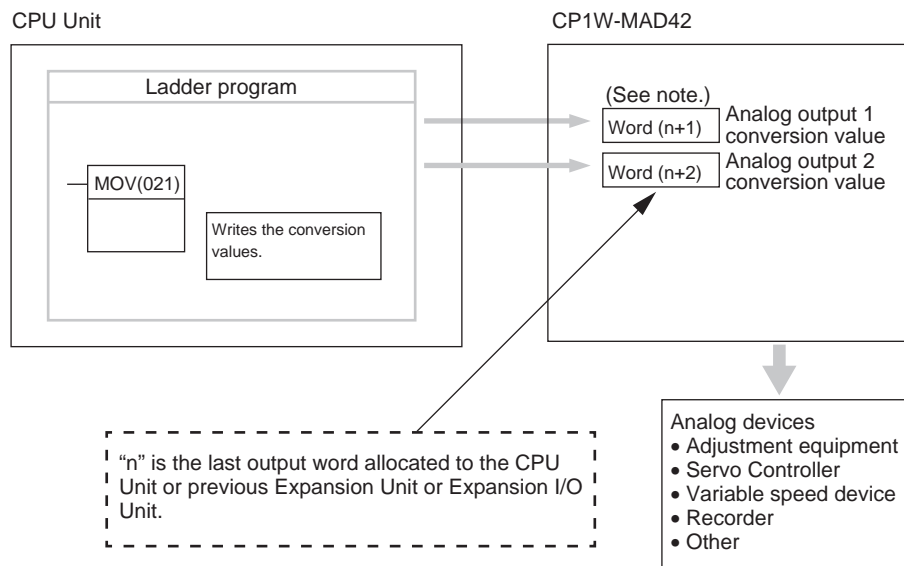 CPU Unit
CP1W-MAD42
Ladder program
MOV(021)
Writes the conversion
values.
(See note.)
Word (n+1)
Analog output 1
conversion value
Word (n+2)
Analog output 2
conversion value
“n” is the last output word allocated to the CPU
Unit or previous Expansion Unit or Expansion I/O
Unit.
Analog devices
• Adjustment equipment
• Servo Controller
• Variable speed device
• Recorder
• Other